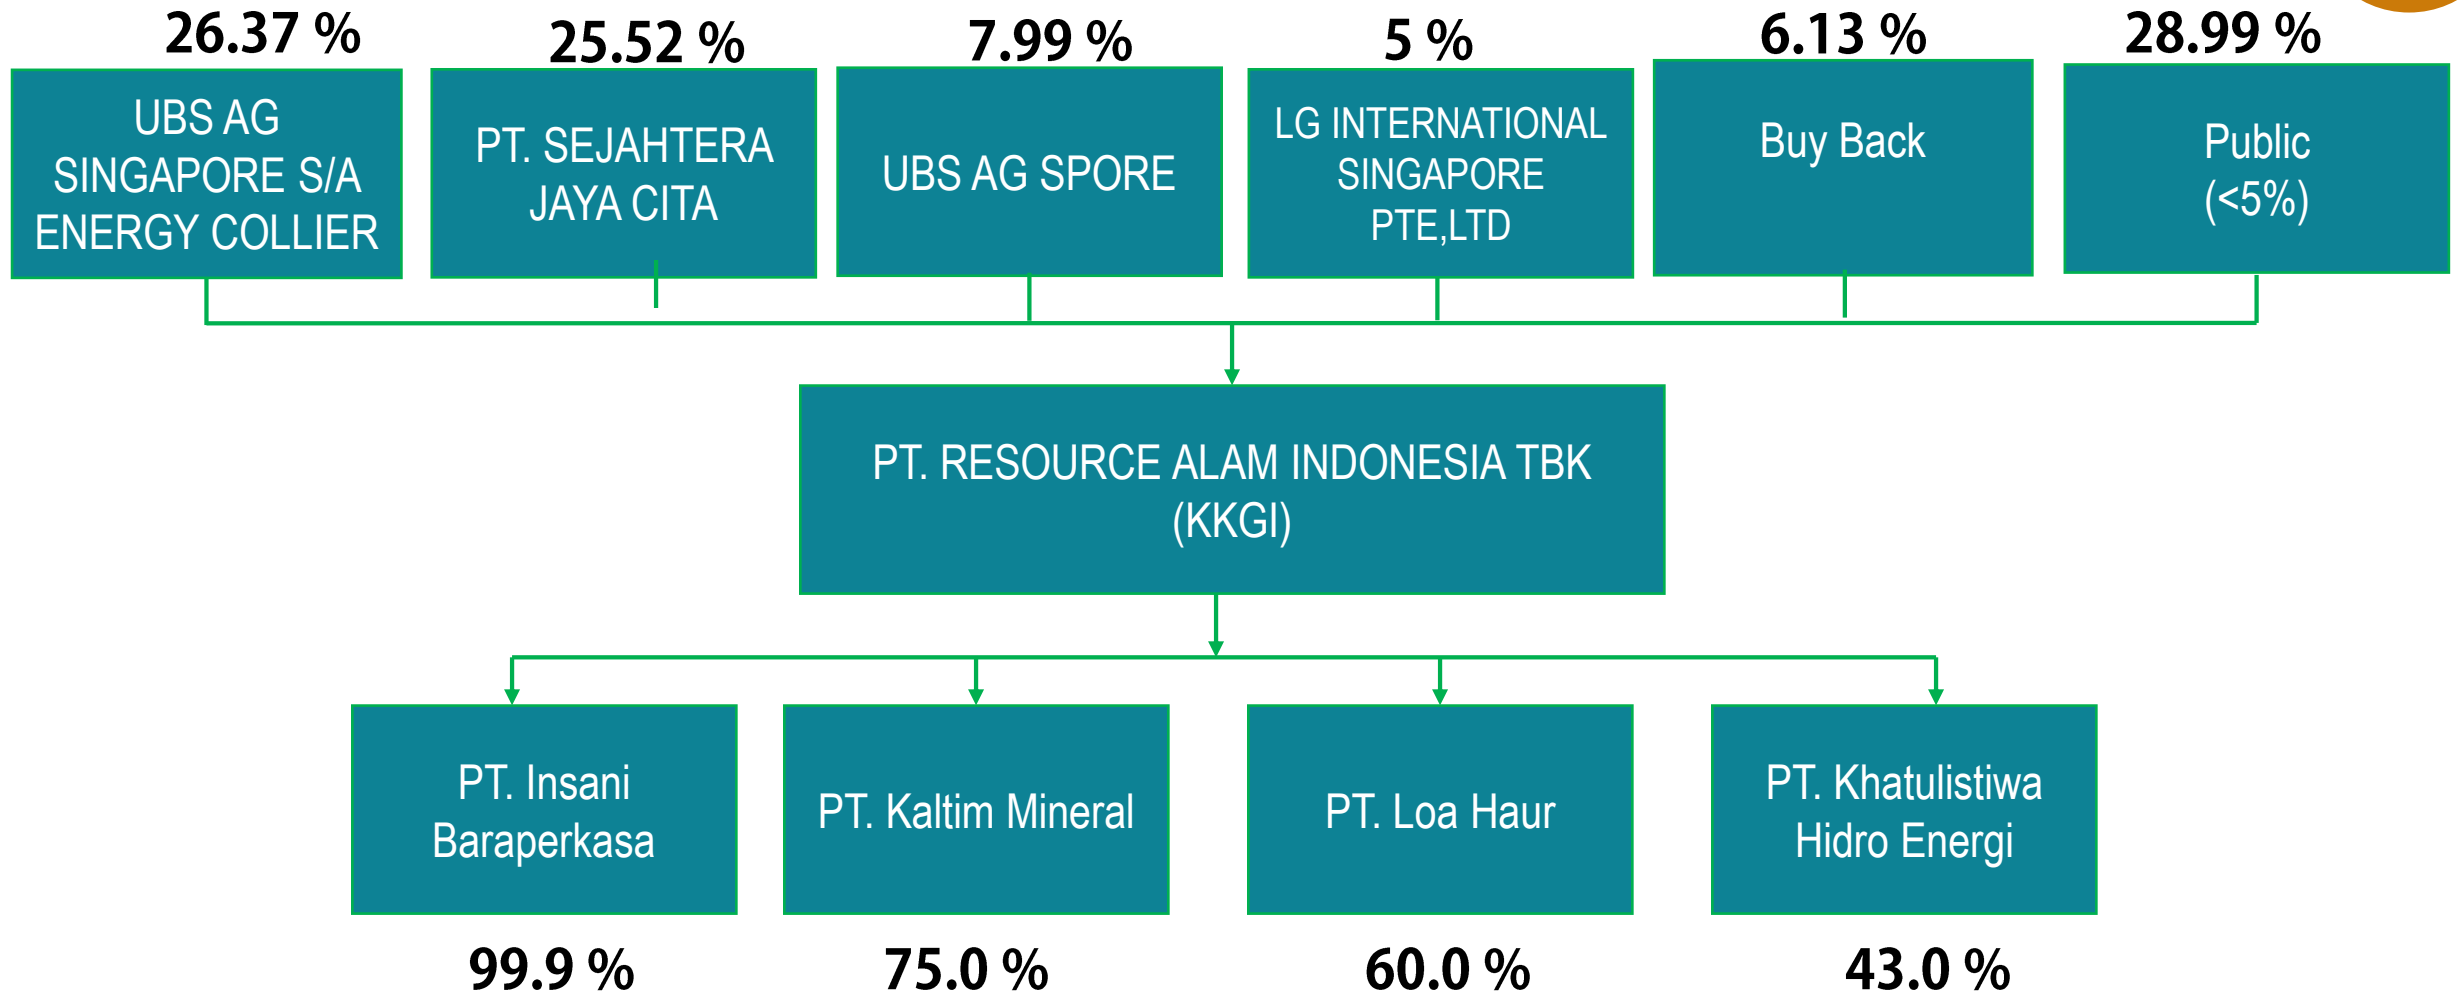 26.37 %
25.52 %
7.99 %
5 %
6.13 %
28.99 %
UBS AG
SINGAPORE S/A
ENERGY COLLIER
PT. SEJAHTERA
JAYA CITA
UBS AG SPORE
LG INTERNATIONAL
SINGAPORE
PTE,LTD
Buy Back
Public
(<5%)
PT. RESOURCE ALAM INDONESIA TBK
(KKGI)
PT. Insani
Baraperkasa
PT. Kaltim Mineral
PT. Loa Haur
PT. Khatulistiwa
Hidro Energi
99.9 %
75.0 %
60.0 %
43.0 %